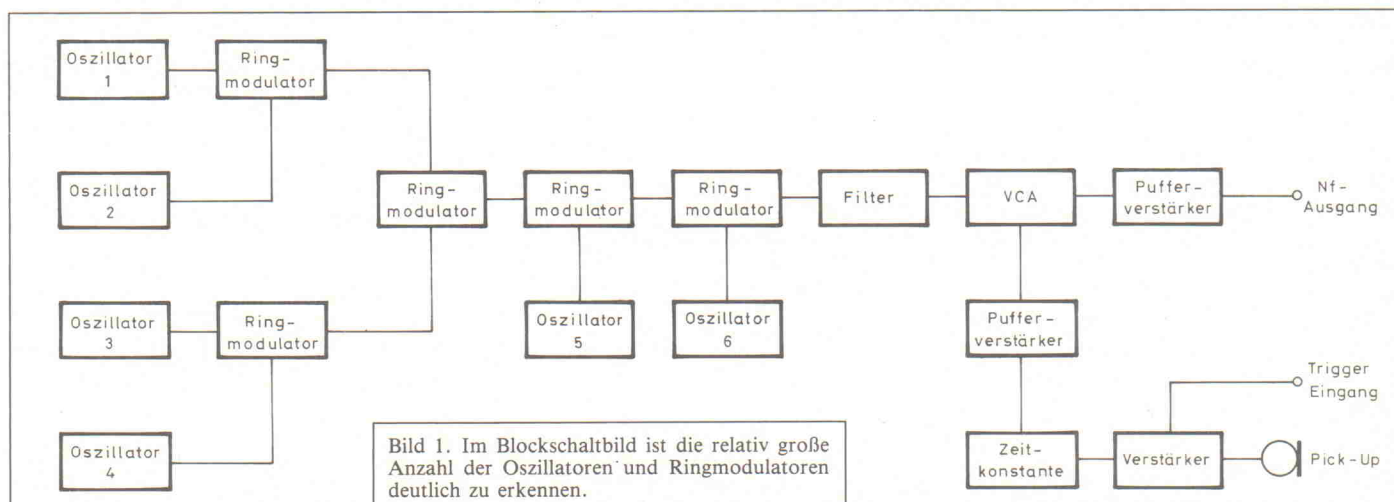 Oszillator
1
Ring-
modulator
Oszillator
2
Ring-
modulator
Ring-
modulator
Ring-
modulator
Filter
VCA
Puffer-
verstärker
Nf-
Ausgang
Oszillator
3
Ring-
modulator
Oszillator
5
Oszillator
6
Puffer-
verstärker
Trigger
Eingang
Oszillator
4
Zeit-
konstante
Verstärker
Pick-Up
Bild 1. Im Blockschaltbild ist die relativ große
Anzahl der Oszillatoren und Ringmodulatoren
deutlich zu erkennen.